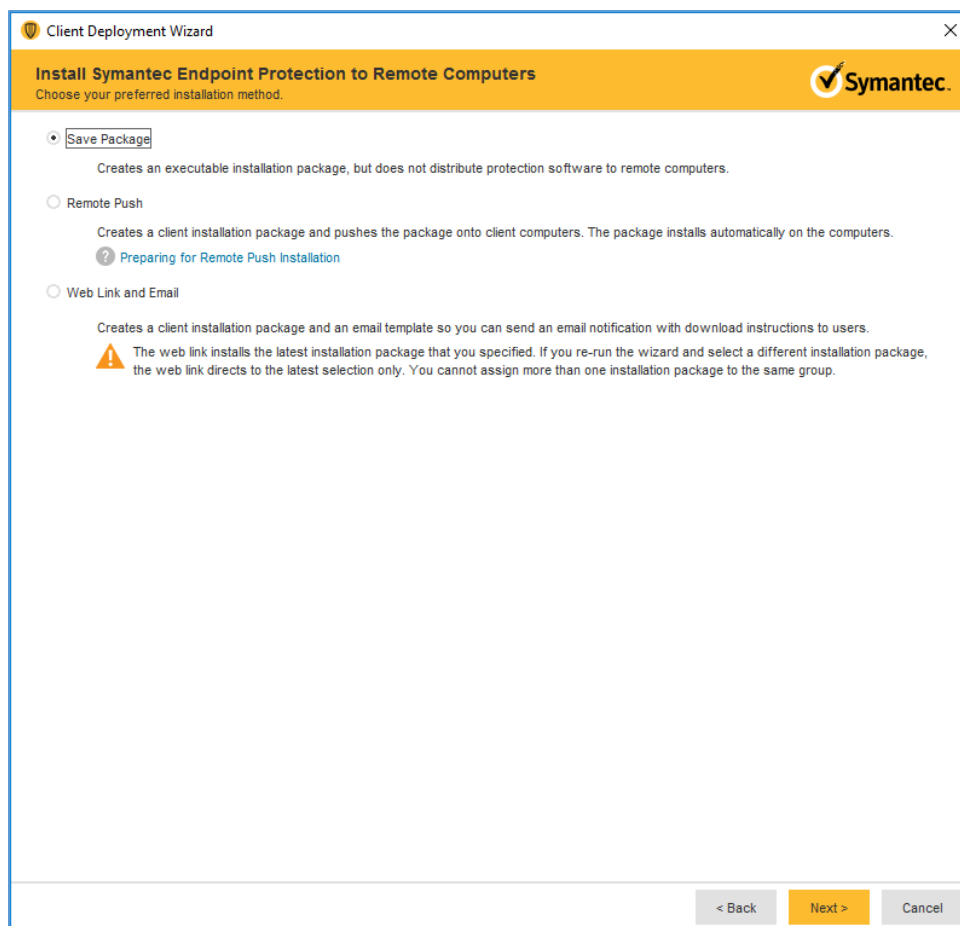 Client Deployment Wizard
Install Symantec Endpoint Protection to Remote Computers
Choose your preferred installation method.
Symantec.
Save Package
Creates an executable installation package, but does not distribute protection software to remote computers.
Remote Push
Creates a client installation package and pushes the package onto client computers. The package installs automatically on the computers.
? Preparing for Remote Push Installation
Web Link and Email
Creates a client installation package and an email template so you can send an email notification with download instructions to users.
The web link installs the latest installation package that you specified. If you re-run the wizard and select a different installation package,
the web link directs to the latest selection only. You cannot assign more than one installation package to the same group.
< Back Next > Cancel